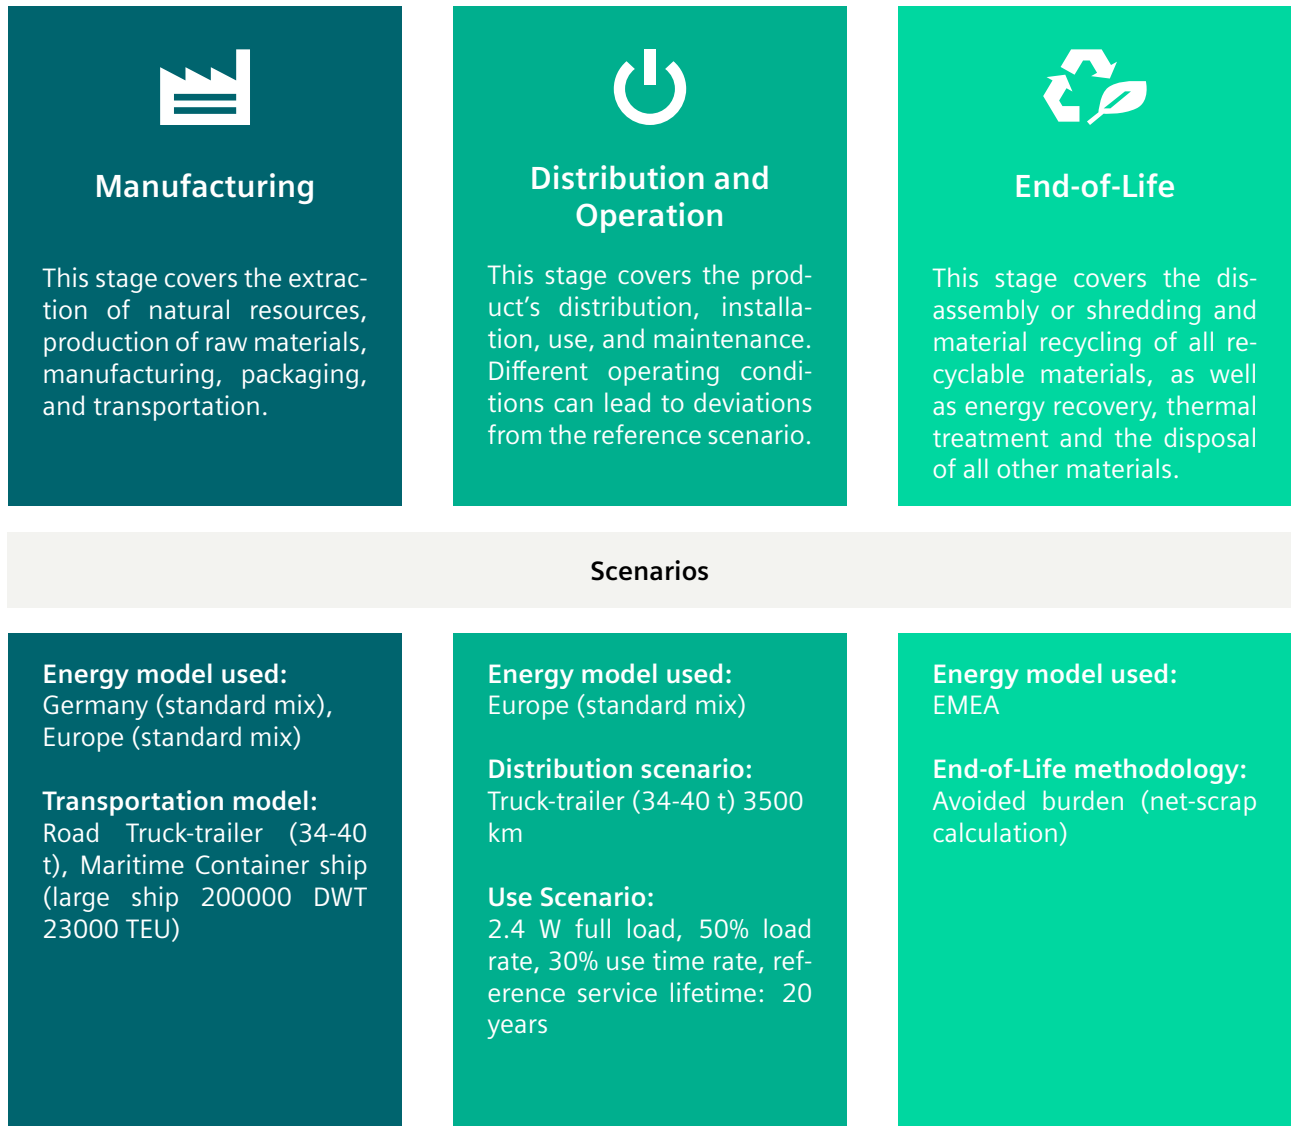 Manufacturing
This stage covers the extrac-
tion of natural resources,
production of raw materials,
manufacturing, packaging,
and transportation.
Distribution and
Operation
This stage covers the prod-
uct's distribution, installa-
tion, use, and maintenance.
Different operating condi-
tions can lead to deviations
from the reference scenario.
End-of-Life
This stage covers the dis-
assembly or shredding and
material recycling of all re-
cyclable materials, as well
as energy recovery, thermal
treatment and the disposal
of all other materials.
Scenarios
Energy model used:
Germany (standard mix),
Europe (standard mix)
Transportation model:
Road Truck-trailer (34-40
t), Maritime Container ship
(large ship 200000 DWT
23000 TEU)
Energy model used:
Europe (standard mix)
Distribution scenario:
Truck-trailer (34-40 t) 3500
km
Use Scenario:
2.4 W full load, 50% load
rate, 30% use time rate, ref-
erence service lifetime: 20
years
Energy model used:
EMEA
End-of-Life methodology:
Avoided burden (net-scrap
calculation)